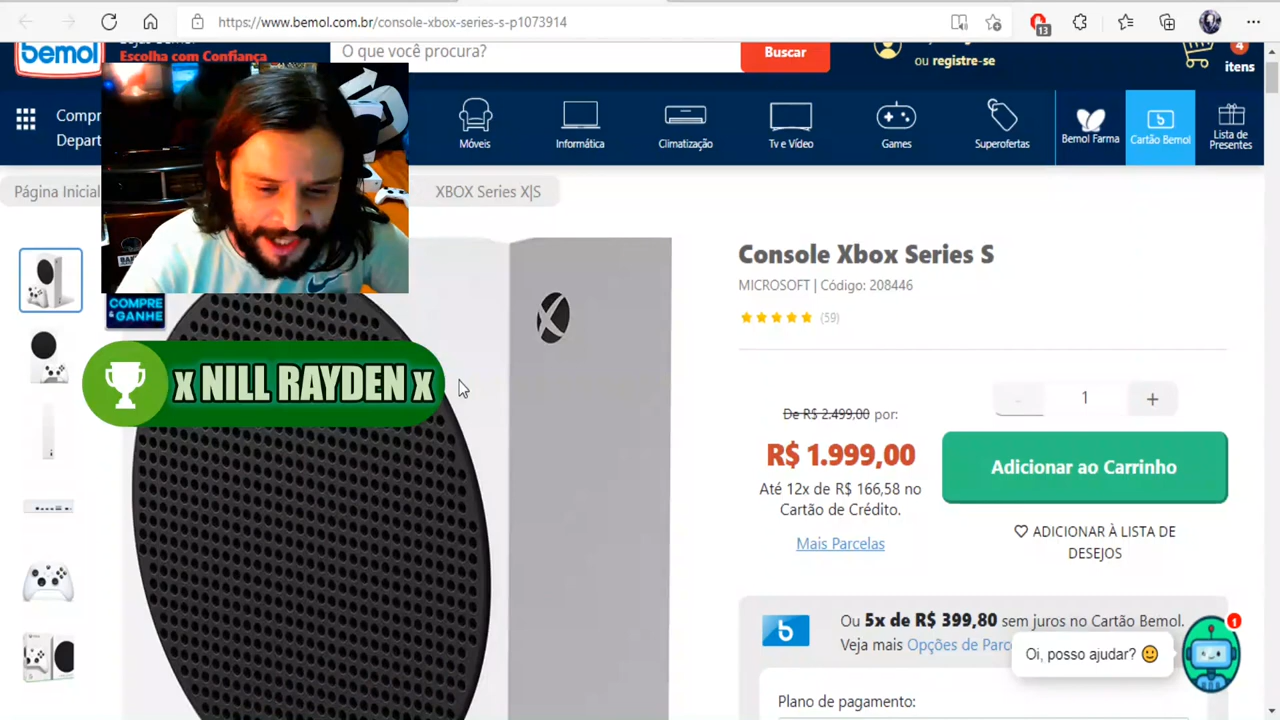 https://www.bemol.com.br/console-xbox-series-s-p1073914
13
bemol
Escolha com Confiança
O que você procura?
Buscar
ou registre-se
4
itens
Compr
Depart
Móveis
Informática
Climatização
Tv e Vídeo
Games
Superofertas
Bemol Farma
Cartão Bemol
Lista de
Presentes
Página Inicial
XBOX Series X|S
COMPRE
&GANHE
x NILL RAYDEN x
Console Xbox Series S
MICROSOFT | Código: 208446
(59)
De R$ 2.499,00 por:
R$ 1.999,00
Até 12x de R$ 166,58 no
Cartão de Crédito.
Mais Parcelas
- 1 +
Adicionar ao Carrinho
ADICIONAR À LISTA DE
DESEJOS
Ou 5x de R$ 399,80 sem juros no Cartão Bemol.
Veja mais Opções de Parc
Oi, posso ajudar?
1
Plano de pagamento: